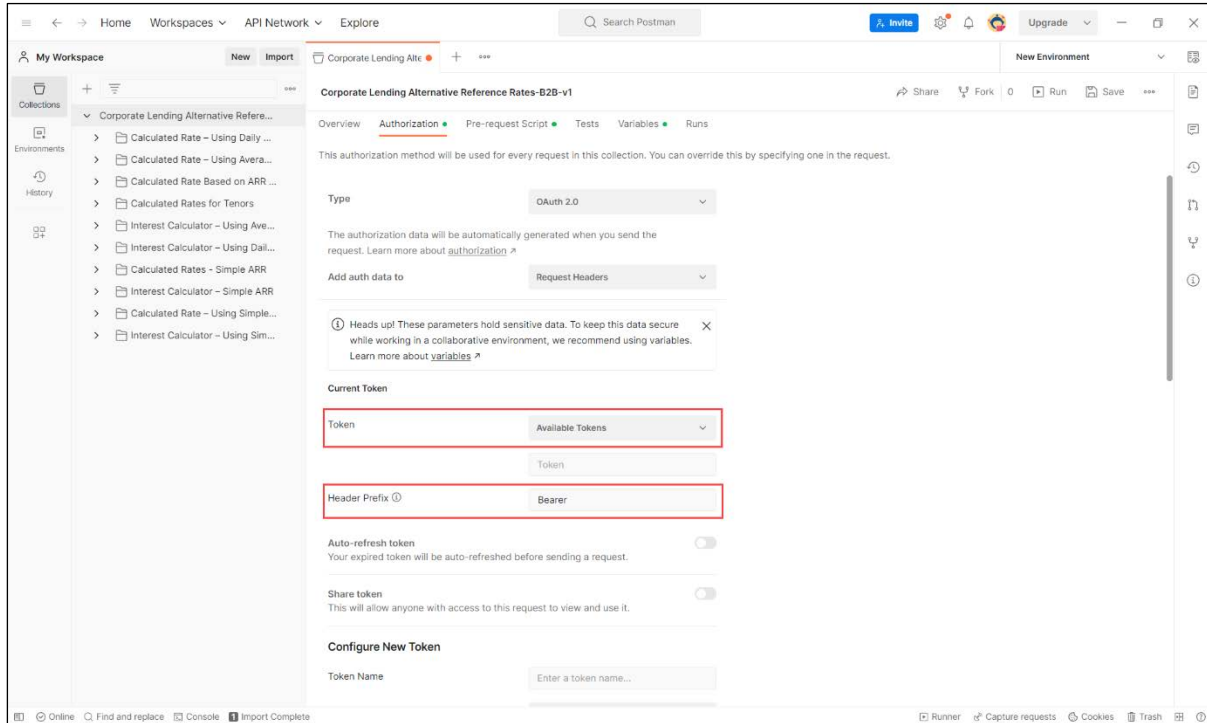 Home Workspaces API Network Explore Search Postman Invite Upgrade
My Workspace New Import Corporate Lending Alte New Environment
Collections
Environments
History
Corporate Lending Alternative Refere...
Calculated Rate – Using Daily ...
Calculated Rate – Using Avera...
Calculated Rate Based on ARR ...
Calculated Rates for Tenors
Interest Calculator – Using Ave...
Interest Calculator – Using Dail...
Calculated Rates - Simple ARR
Interest Calculator – Simple ARR
Calculated Rate – Using Simple...
Interest Calculator – Using Sim...
Corporate Lending Alternative Reference Rates-B2B-v1 Share Fork 0 Run Save
Overview Authorization Pre-request Script Tests Variables Runs
This authorization method will be used for every request in this collection. You can override this by specifying one in the request.
Type OAuth 2.0
The authorization data will be automatically generated when you send the
request. Learn more about authorization ↗
Add auth data to Request Headers
Heads up! These parameters hold sensitive data. To keep this data secure
while working in a collaborative environment, we recommend using variables.
Learn more about variables ↗
Current Token
Token Available Tokens
Token
Header Prefix Bearer
Auto-refresh token
Your expired token will be auto-refreshed before sending a request.
Share token
This will allow anyone with access to this request to view and use it.
Configure New Token
Token Name Enter a token name...
Online Find and replace Console 1 Import Complete Runner Capture requests Cookies Trash